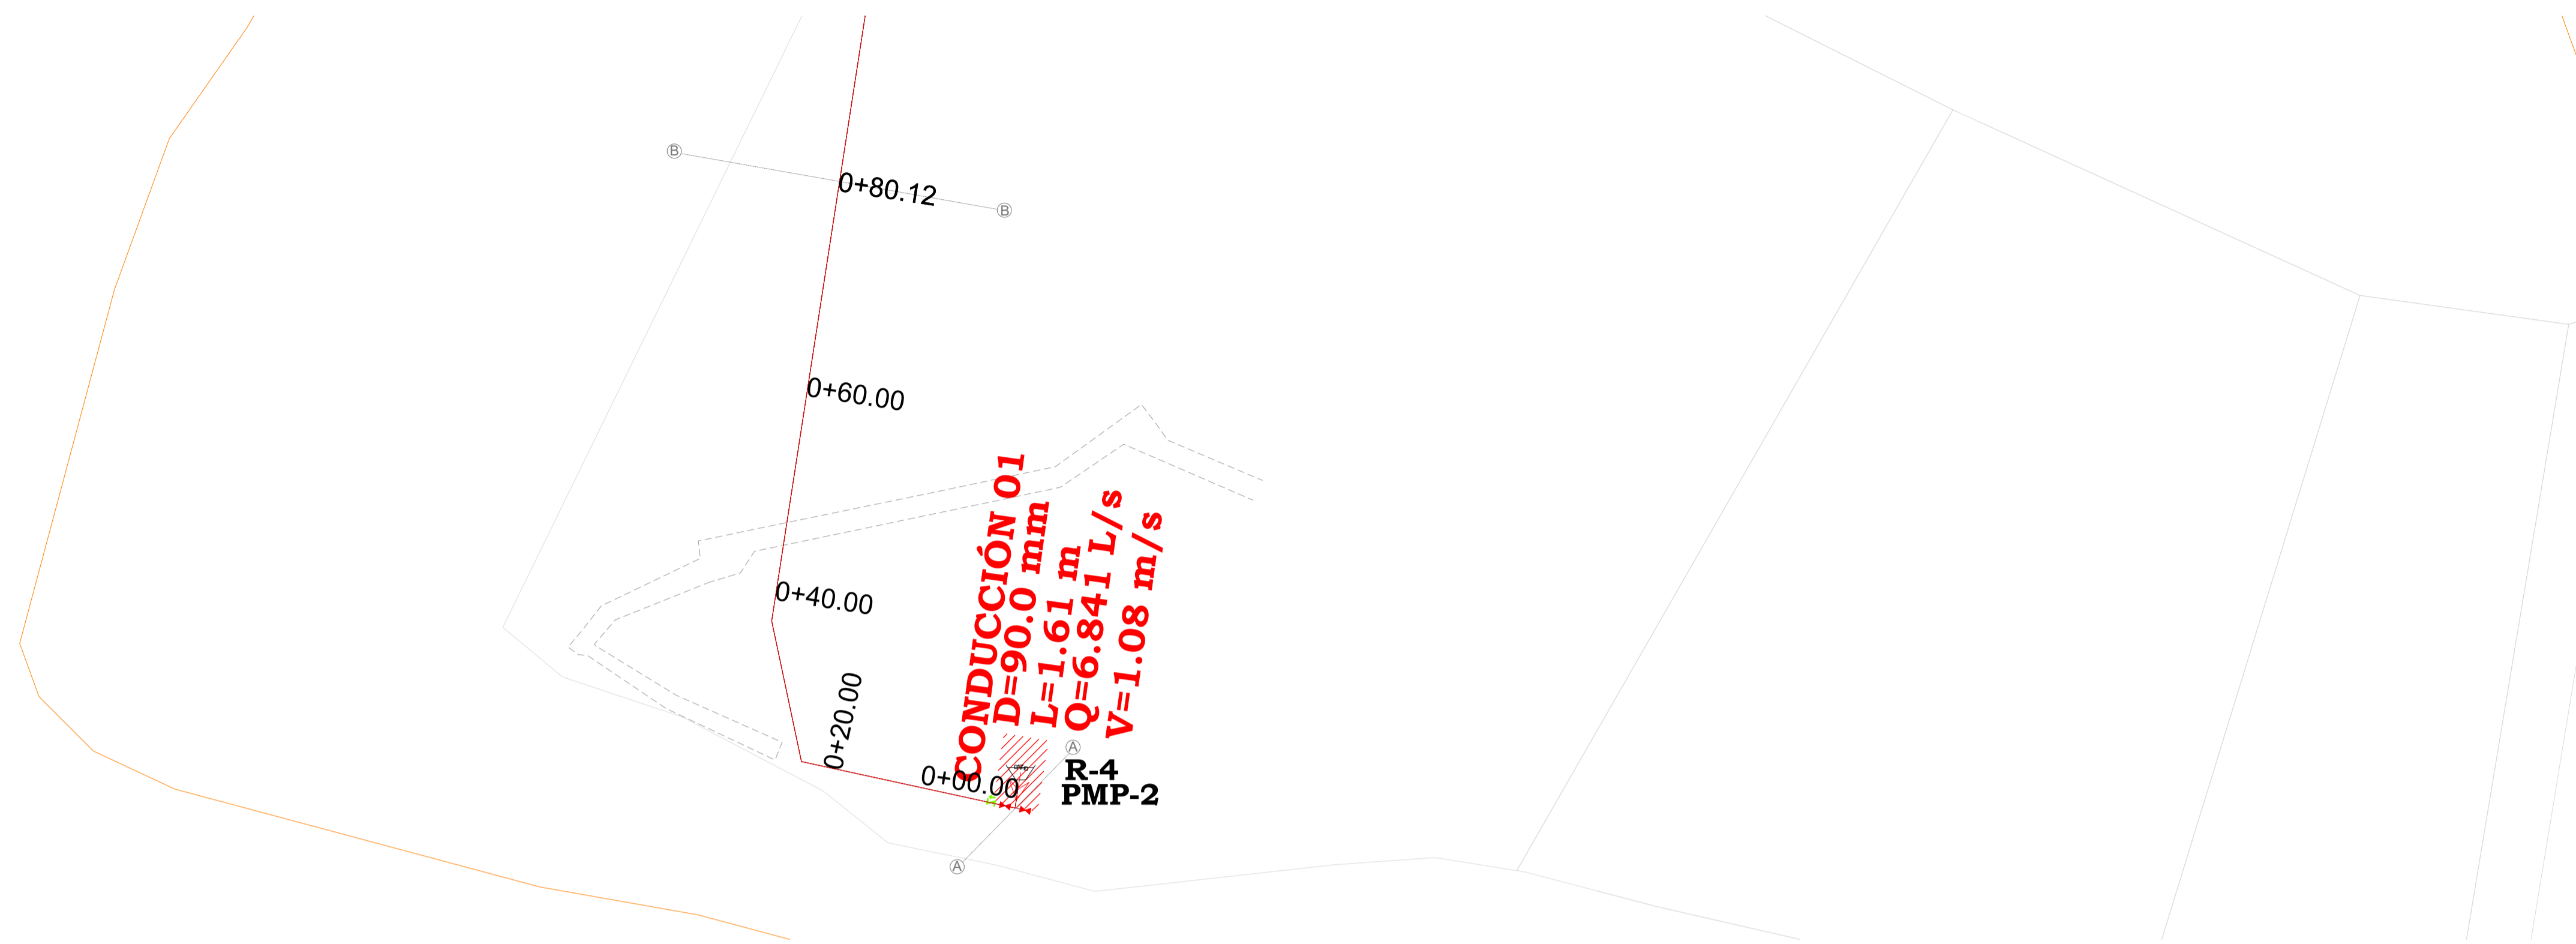 B
0+80.12
B
0+60.00
0+40.00
0+20.00
0+00.00
CONDUCCIÓN 01
D=90.0 mm
L=1.61 m
Q=6.841 L/s
V=1.08 m/s
A
R-4
PMP-2
A